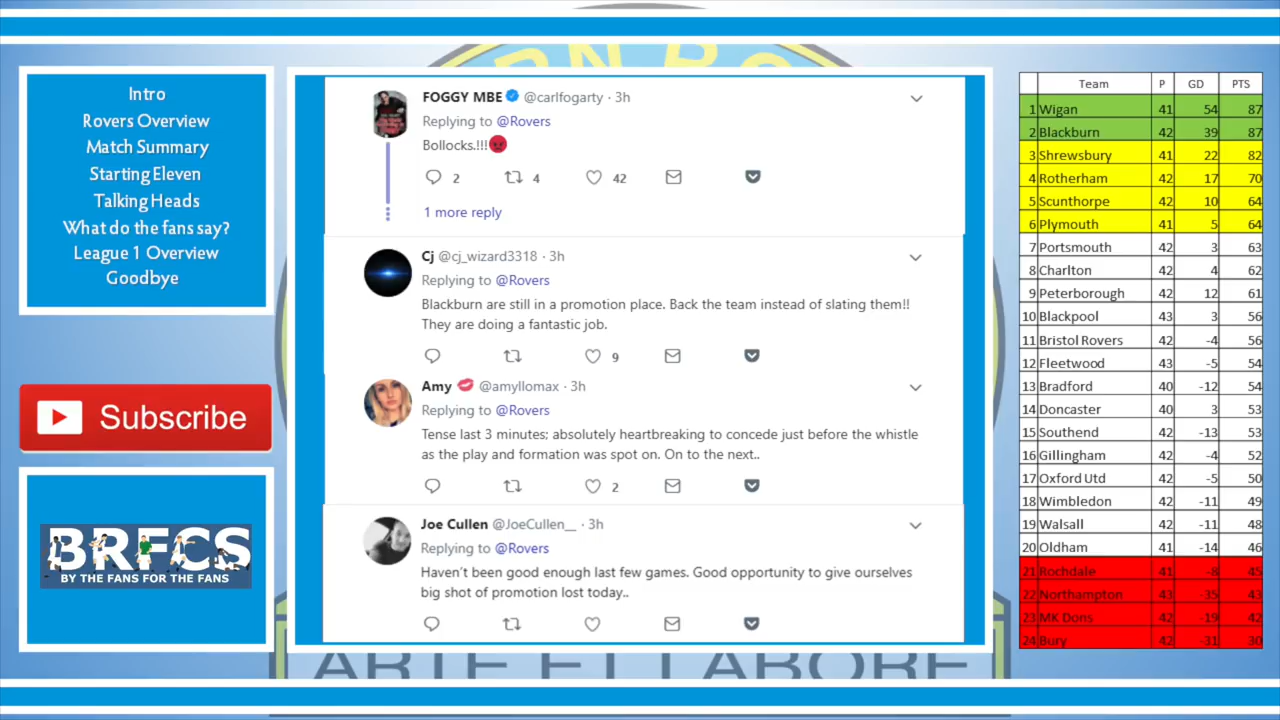 RN RO
Intro
Rovers Overview
Match Summary
Starting Eleven
Talking Heads
What do the fans say?
League 1 Overview
Goodbye
Subscribe
BRFCS
BY THE FANS FOR THE FANS
FOGGY MBE @carlfogarty · 3h
Replying to @Rovers
Bollocks.!!!
2 4 42
1 more reply
Cj @cj_wizard3318 · 3h
Replying to @Rovers
Blackburn are still in a promotion place. Back the team instead of slating them!!
They are doing a fantastic job.
9
Amy @amyllomax · 3h
Replying to @Rovers
Tense last 3 minutes; absolutely heartbreaking to concede just before the whistle
as the play and formation was spot on. On to the next..
2
Joe Cullen @JoeCullen__ · 3h
Replying to @Rovers
Haven't been good enough last few games. Good opportunity to give ourselves
big shot of promotion lost today..
Team P GD PTS
1 Wigan 41 54 87
2 Blackburn 42 39 87
3 Shrewsbury 41 22 82
4 Rotherham 42 17 70
5 Scunthorpe 42 10 64
6 Plymouth 41 5 64
7 Portsmouth 42 3 63
8 Charlton 42 4 62
9 Peterborough 42 12 61
10 Blackpool 43 3 56
11 Bristol Rovers 42 -4 56
12 Fleetwood 43 -5 54
13 Bradford 40 -12 54
14 Doncaster 40 3 53
15 Southend 42 -13 53
16 Gillingham 42 -4 52
17 Oxford Utd 42 -5 50
18 Wimbledon 42 -11 49
19 Walsall 42 -11 48
20 Oldham 41 -14 46
21 Rochdale 41 -8 45
22 Northampton 43 -35 43
23 MK Dons 42 -19 42
24 Bury 42 -31 30
ARTE ET LABORE